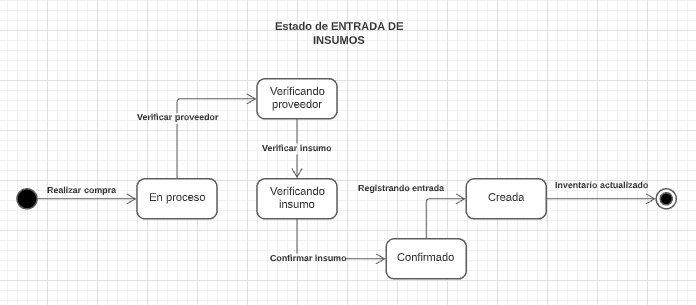 Estado de ENTRADA DE
INSUMOS
Verificando
proveedor
Verificar proveedor
Verificar insumo
Realizar compra
En proceso
Verificando
insumo
Registrando entrada
Creada
Inventario actualizado
Confirmar insumo
Confirmado